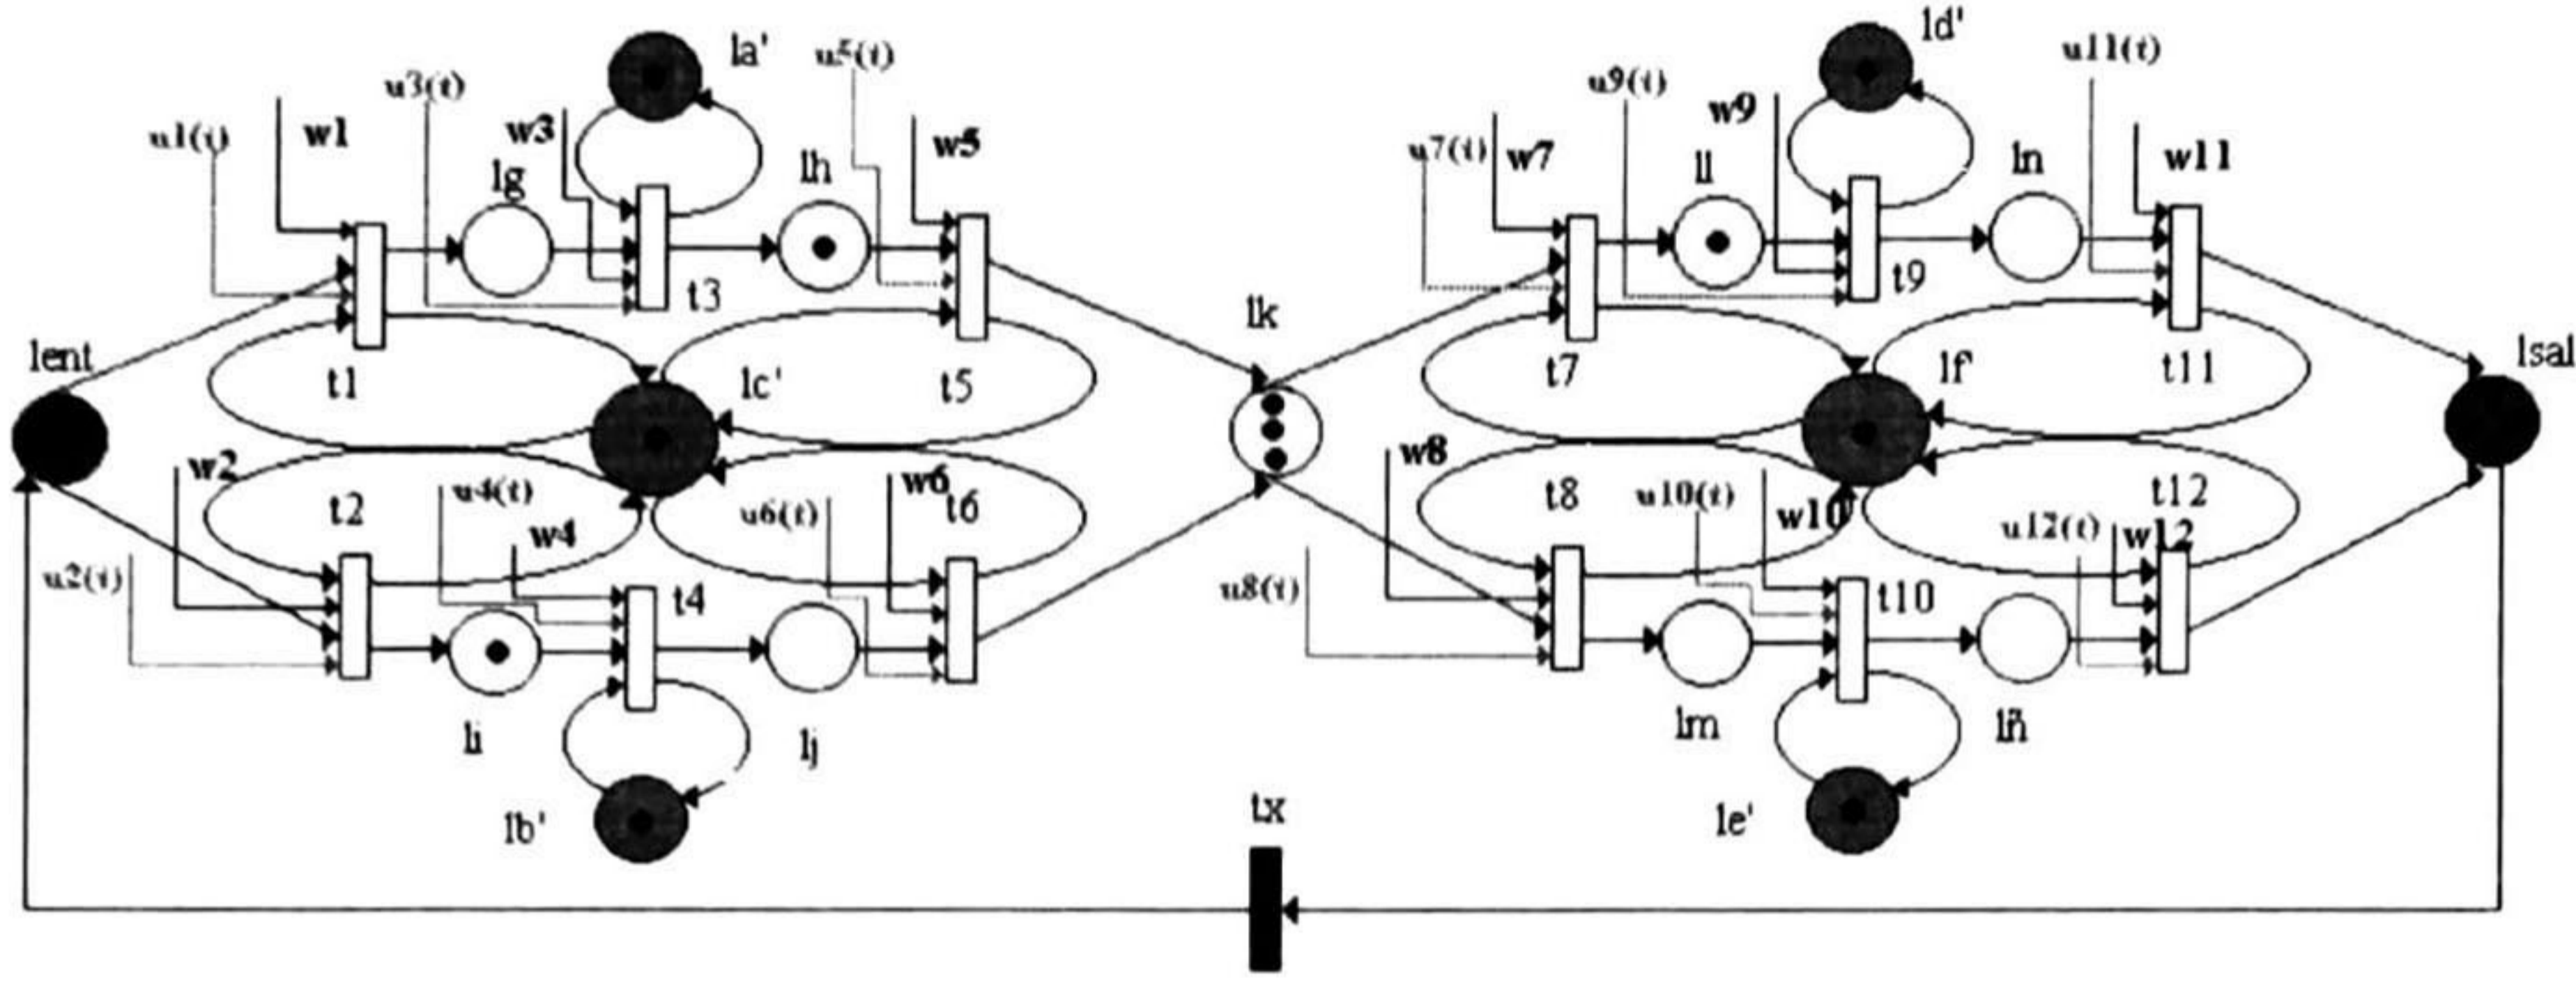 la'
u5(t)
ld'
u11(t)
u3(t)
u9(t)
u1(t)
w1
w3
lg
lh
w5
u7(t)
w7
w9
ll
ln
w11
t3
t9
lk
lent
t1
lc'
t5
t7
lf'
t11
lsal
w2
t2
u4(t)
w4
u6(t)
w6
t6
w8
t8
u10(t)
w10
t12
u12(t)
w12
u2(t)
t4
u8(t)
t10
li
lj
lm
lñ
lb'
tx
le'